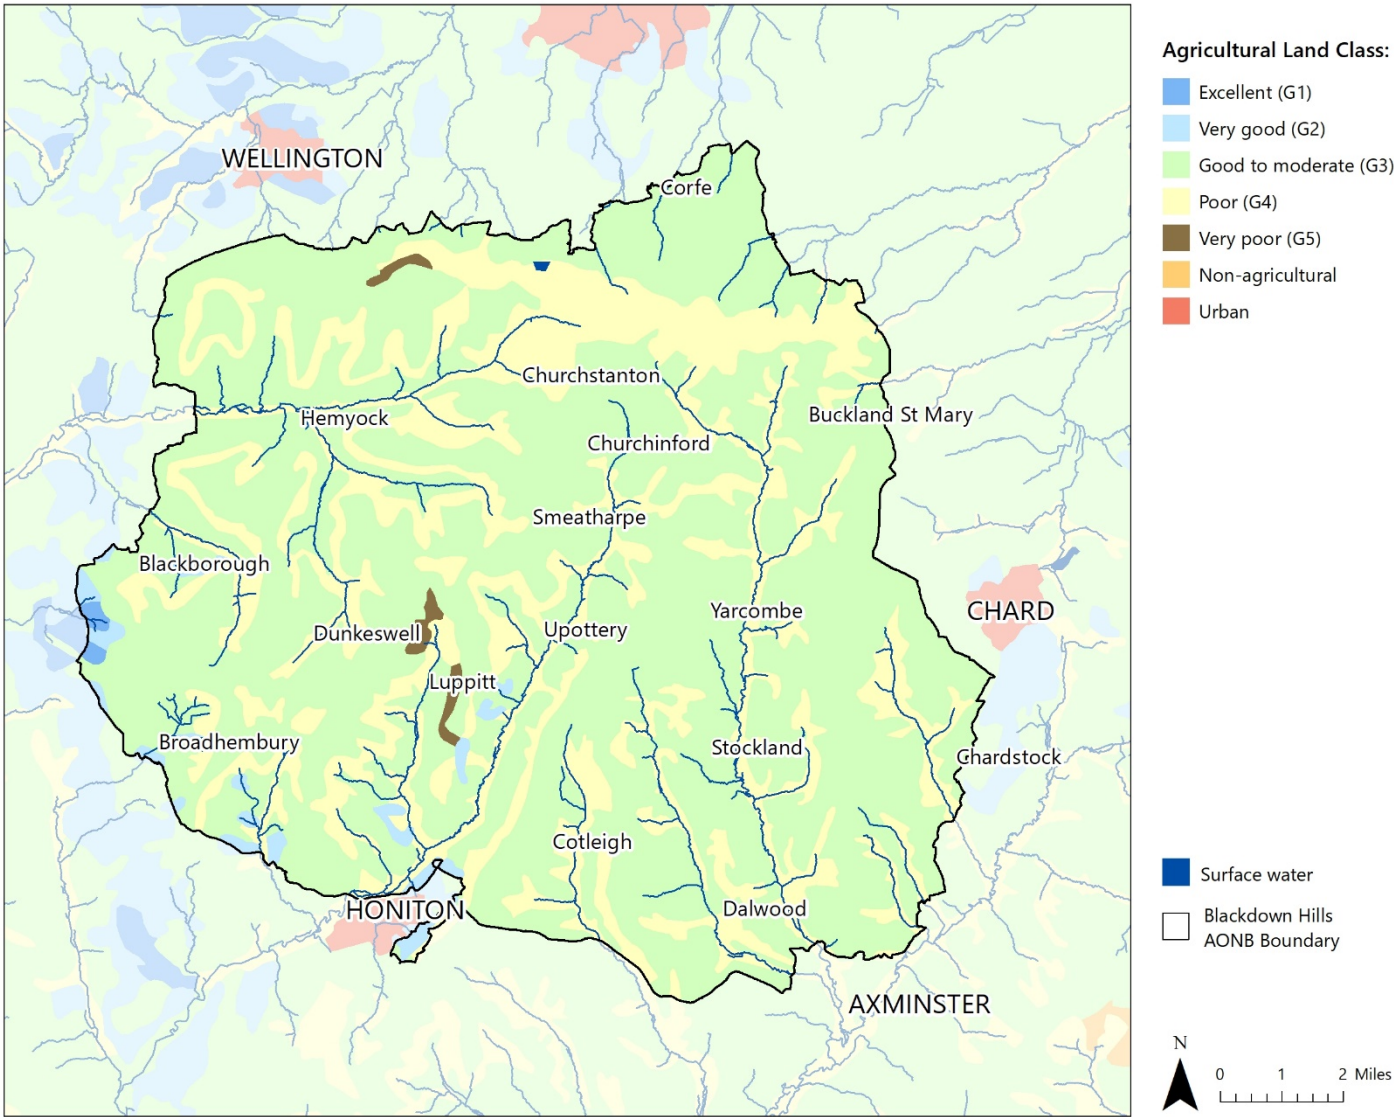 Agricultural Land Class:
Excellent (G1)
Very good (G2)
Good to moderate (G3)
Poor (G4)
Very poor (G5)
Non-agricultural
Urban
WELLINGTON
Corfe
Churchstanton
Hemyock
Buckland St Mary
Churchinford
Smeatharpe
Blackborough
Yarcombe
CHARD
Dunkeswell
Upottery
Luppitt
Broadhembury
Stockland
Chardstock
Cotleigh
HONITON
Dalwood
AXMINSTER
Surface water
Blackdown Hills
AONB Boundary
N
0 1 2 Miles